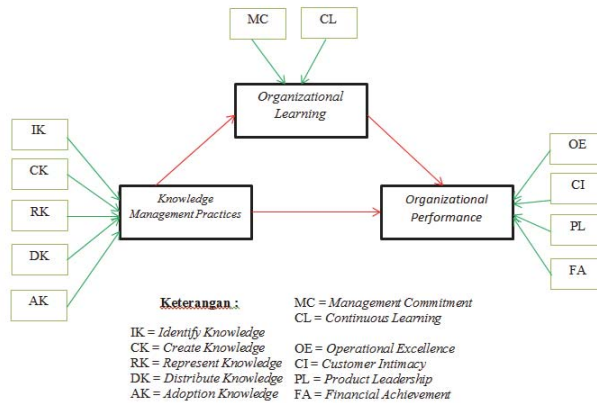 MC
CL
Organizational
Learning
IK
CK
RK
DK
AK
Knowledge
Management Practices
Organizational
Performance
OE
CI
PL
FA
Keterangan :
IK = Identify Knowledge
CK = Create Knowledge
RK = Represent Knowledge
DK = Distribute Knowledge
AK = Adoption Knowledge
MC = Management Commitment
CL = Continuous Learning
OE = Operational Excellence
CI = Customer Intimacy
PL = Product Leadership
FA = Financial Achievement